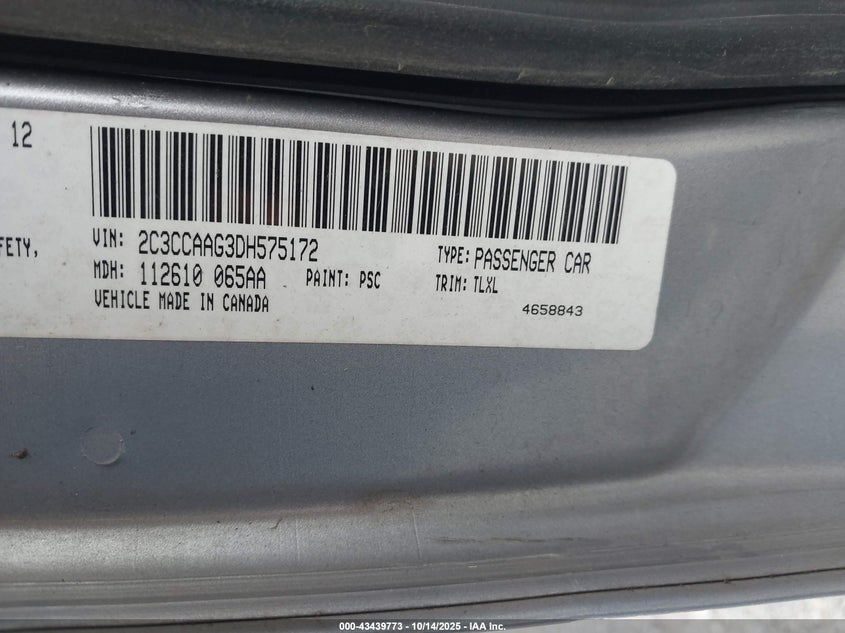 12
FETY,
VIN: 2C3CCAAG3DH575172
TYPE: PASSENGER CAR
MDH: 112610 065AA
PAINT: PSC
TRIM: TLXL
VEHICLE MADE IN CANADA
4658843
000-43439773 - 10/14/2025 - IAA Inc.